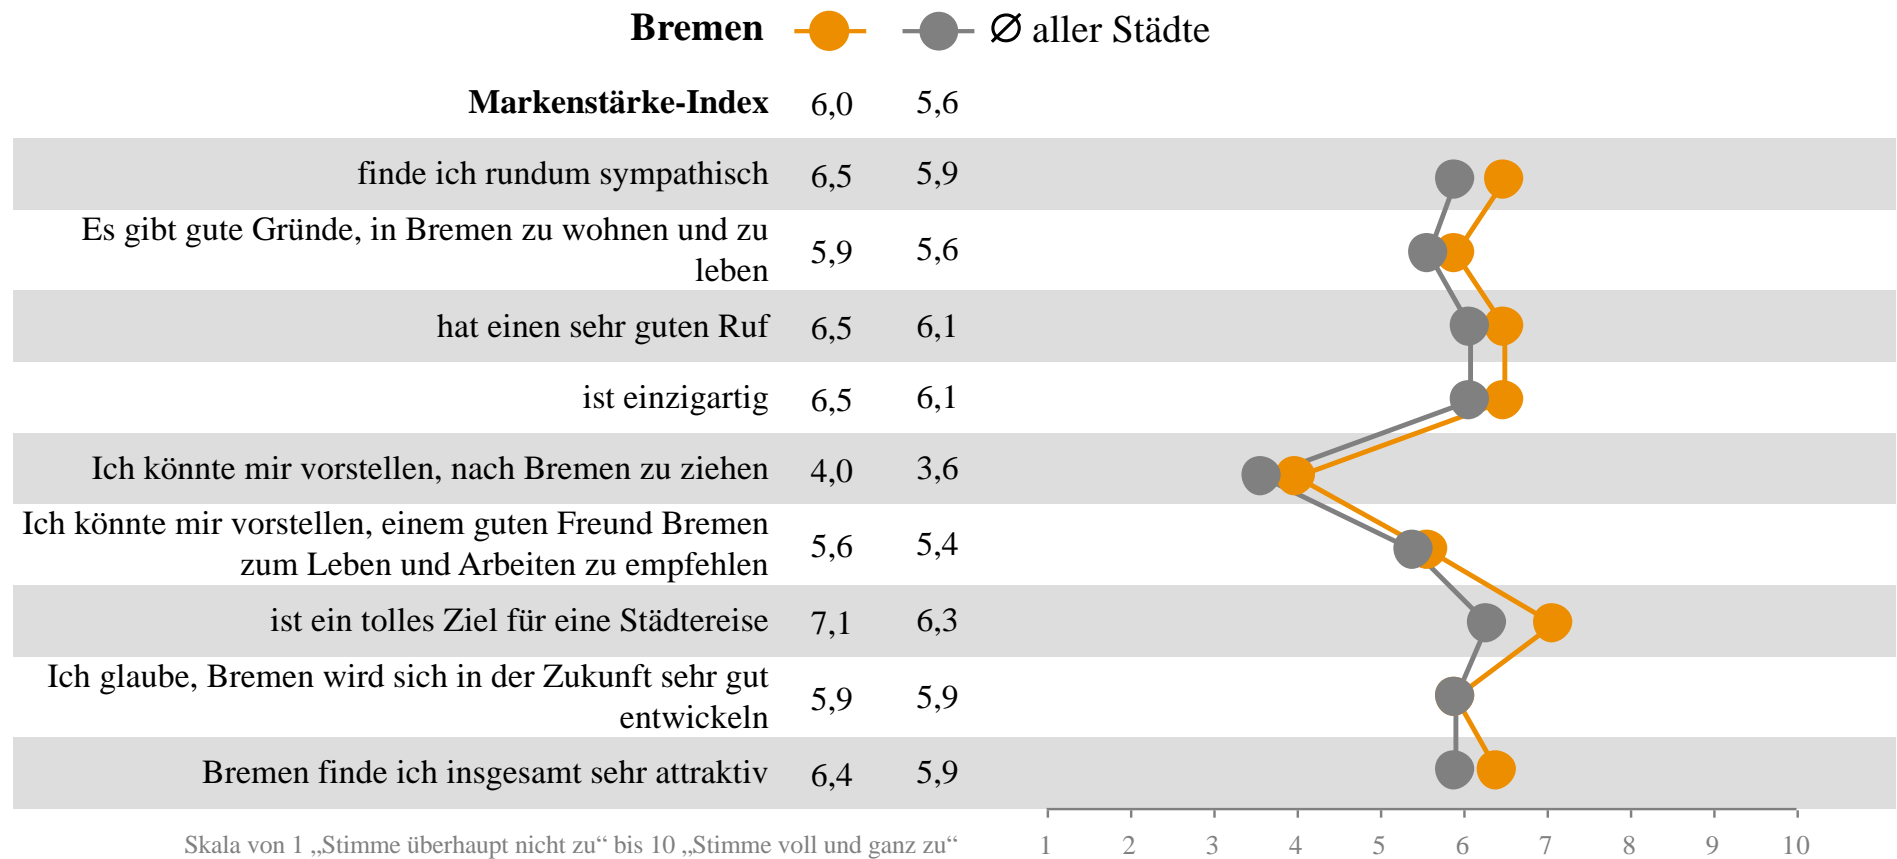 Bremen Ø aller Städte
Markenstärke-Index 6,0 5,6
finde ich rundum sympathisch 6,5 5,9
Es gibt gute Gründe, in Bremen zu wohnen und zu
leben 5,9 5,6
hat einen sehr guten Ruf 6,5 6,1
ist einzigartig 6,5 6,1
Ich könnte mir vorstellen, nach Bremen zu ziehen 4,0 3,6
Ich könnte mir vorstellen, einem guten Freund Bremen
zum Leben und Arbeiten zu empfehlen 5,6 5,4
ist ein tolles Ziel für eine Städtereise 7,1 6,3
Ich glaube, Bremen wird sich in der Zukunft sehr gut
entwickeln 5,9 5,9
Bremen finde ich insgesamt sehr attraktiv 6,4 5,9
Skala von 1 „Stimme überhaupt nicht zu“ bis 10 „Stimme voll und ganz zu“ 1 2 3 4 5 6 7 8 9 10